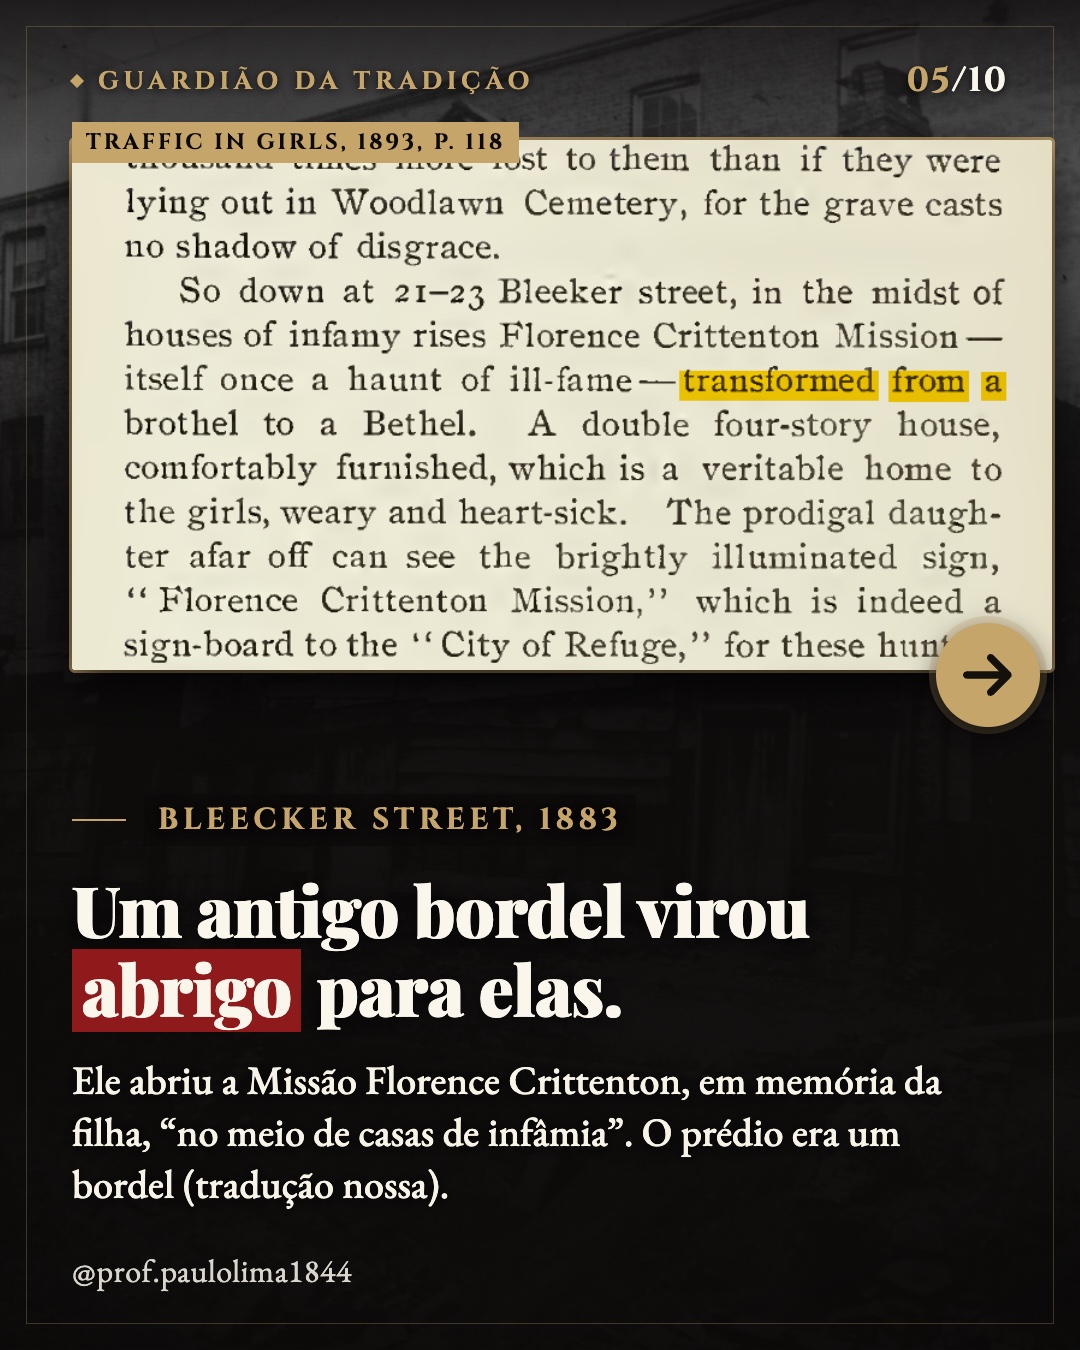 GUARDIÃO DA TRADIÇÃO
05/10
TRAFFIC IN GIRLS, 1893, P. 118
thousand times more lost to them than if they were
lying out in Woodlawn Cemetery, for the grave casts
no shadow of disgrace.
So down at 21–23 Bleeker street, in the midst of
houses of infamy rises Florence Crittenton Mission—
itself once a haunt of ill-fame—transformed from a
brothel to a Bethel. A double four-story house,
comfortably furnished, which is a veritable home to
the girls, weary and heart-sick. The prodigal daugh-
ter afar off can see the brightly illuminated sign,
“Florence Crittenton Mission,” which is indeed a
sign-board to the “City of Refuge,” for these
BLEECKER STREET, 1883
Um antigo bordel virou
abrigo para elas.
Ele abriu a Missão Florence Crittenton, em memória da
filha, “no meio de casas de infâmia”. O prédio era um
bordel (tradução nossa).
@prof.paulolima1844